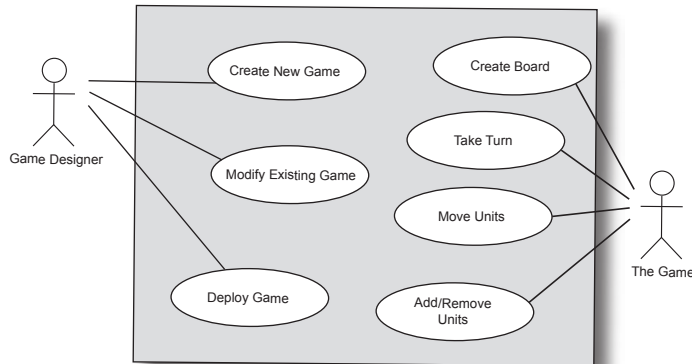 Create New Game
Create Board
Game Designer
Take Turn
Modify Existing Game
Move Units
The Game
Deploy Game
Add/Remove
Units